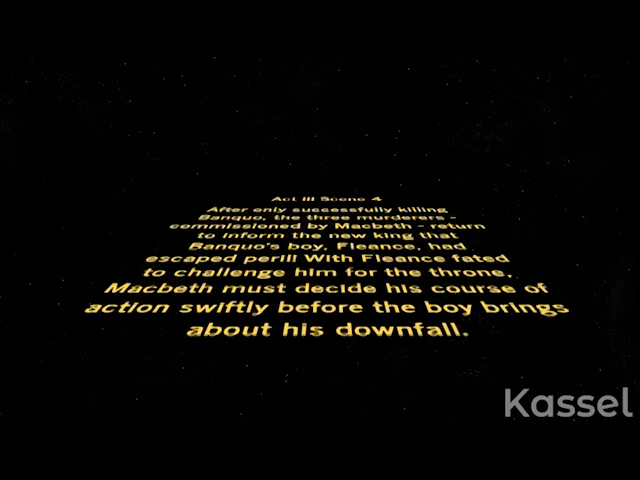 Act III Scene 4
After only successfully killing
Banquo, the three murderers -
commissioned by Macbeth - return
to inform the new king that
Banquo's boy, Fleance, had
escaped peril! With Fleance fated
to challenge him for the throne,
Macbeth must decide his course of
action swiftly before the boy brings
about his downfall.
Kassel